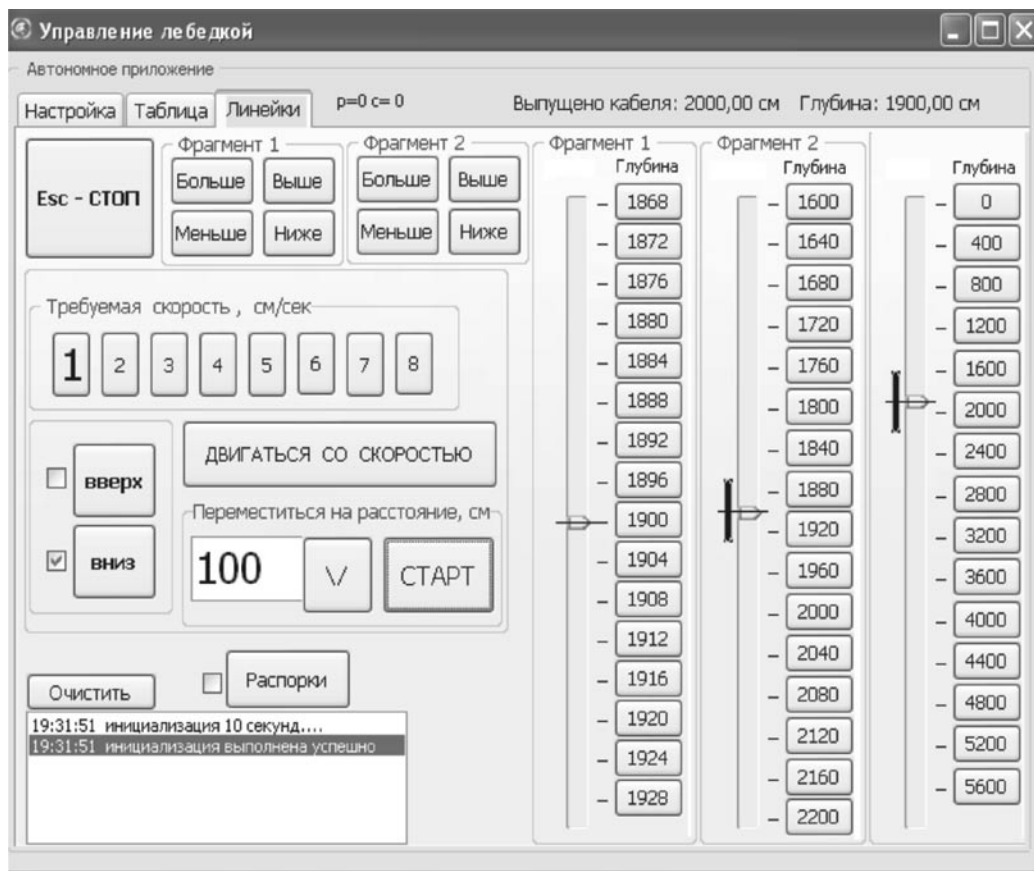 Управление лебедкой
Автономное приложение
Настройка Таблица Линейки p=0 c= 0 Выпущено кабеля: 2000,00 см Глубина: 1900,00 см
Esc - СТОП
Фрагмент 1
Больше Выше
Меньше Ниже
Фрагмент 2
Больше Выше
Меньше Ниже
Требуемая скорость , см/сек
1 2 3 4 5 6 7 8
вверх
вниз
ДВИГАТЬСЯ СО СКОРОСТЬЮ
Переместиться на расстояние, см
100 \/ СТАРТ
Очистить
Распорки
19:31:51 инициализация 10 секунд....
19:31:51 инициализация выполнена успешно
Фрагмент 1
Глубина
1868
1872
1876
1880
1884
1888
1892
1896
1900
1904
1908
1912
1916
1920
1924
1928
Фрагмент 2
Глубина
1600
1640
1680
1720
1760
1800
1840
1880
1920
1960
2000
2040
2080
2120
2160
2200
Глубина
0
400
800
1200
1600
2000
2400
2800
3200
3600
4000
4400
4800
5200
5600